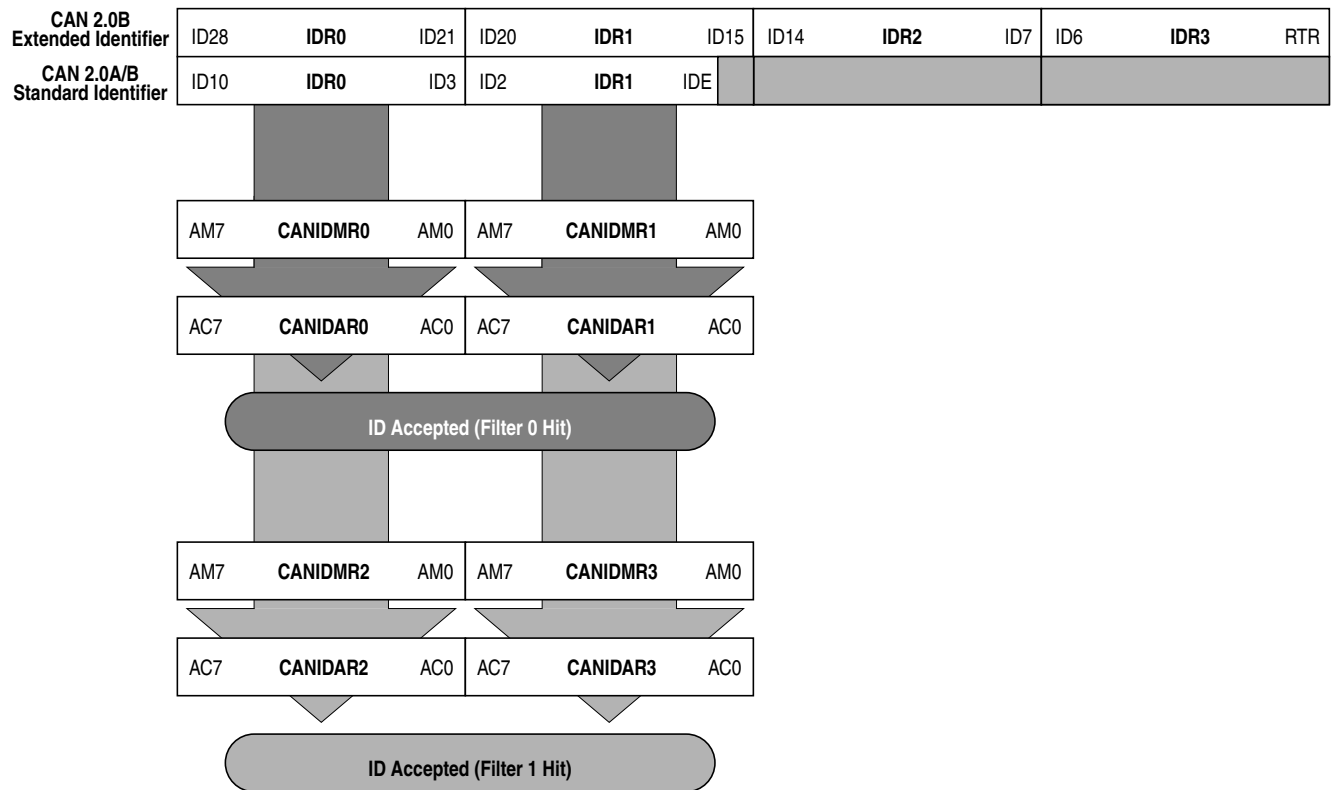 CAN 2.0B
Extended Identifier
ID28 IDR0 ID21 ID20 IDR1 ID15 ID14 IDR2 ID7 ID6 IDR3 RTR
CAN 2.0A/B
Standard Identifier
ID10 IDR0 ID3 ID2 IDR1 IDE
AM7 CANIDMR0 AM0 AM7 CANIDMR1 AM0
AC7 CANIDAR0 AC0 AC7 CANIDAR1 AC0
ID Accepted (Filter 0 Hit)
AM7 CANIDMR2 AM0 AM7 CANIDMR3 AM0
AC7 CANIDAR2 AC0 AC7 CANIDAR3 AC0
ID Accepted (Filter 1 Hit)